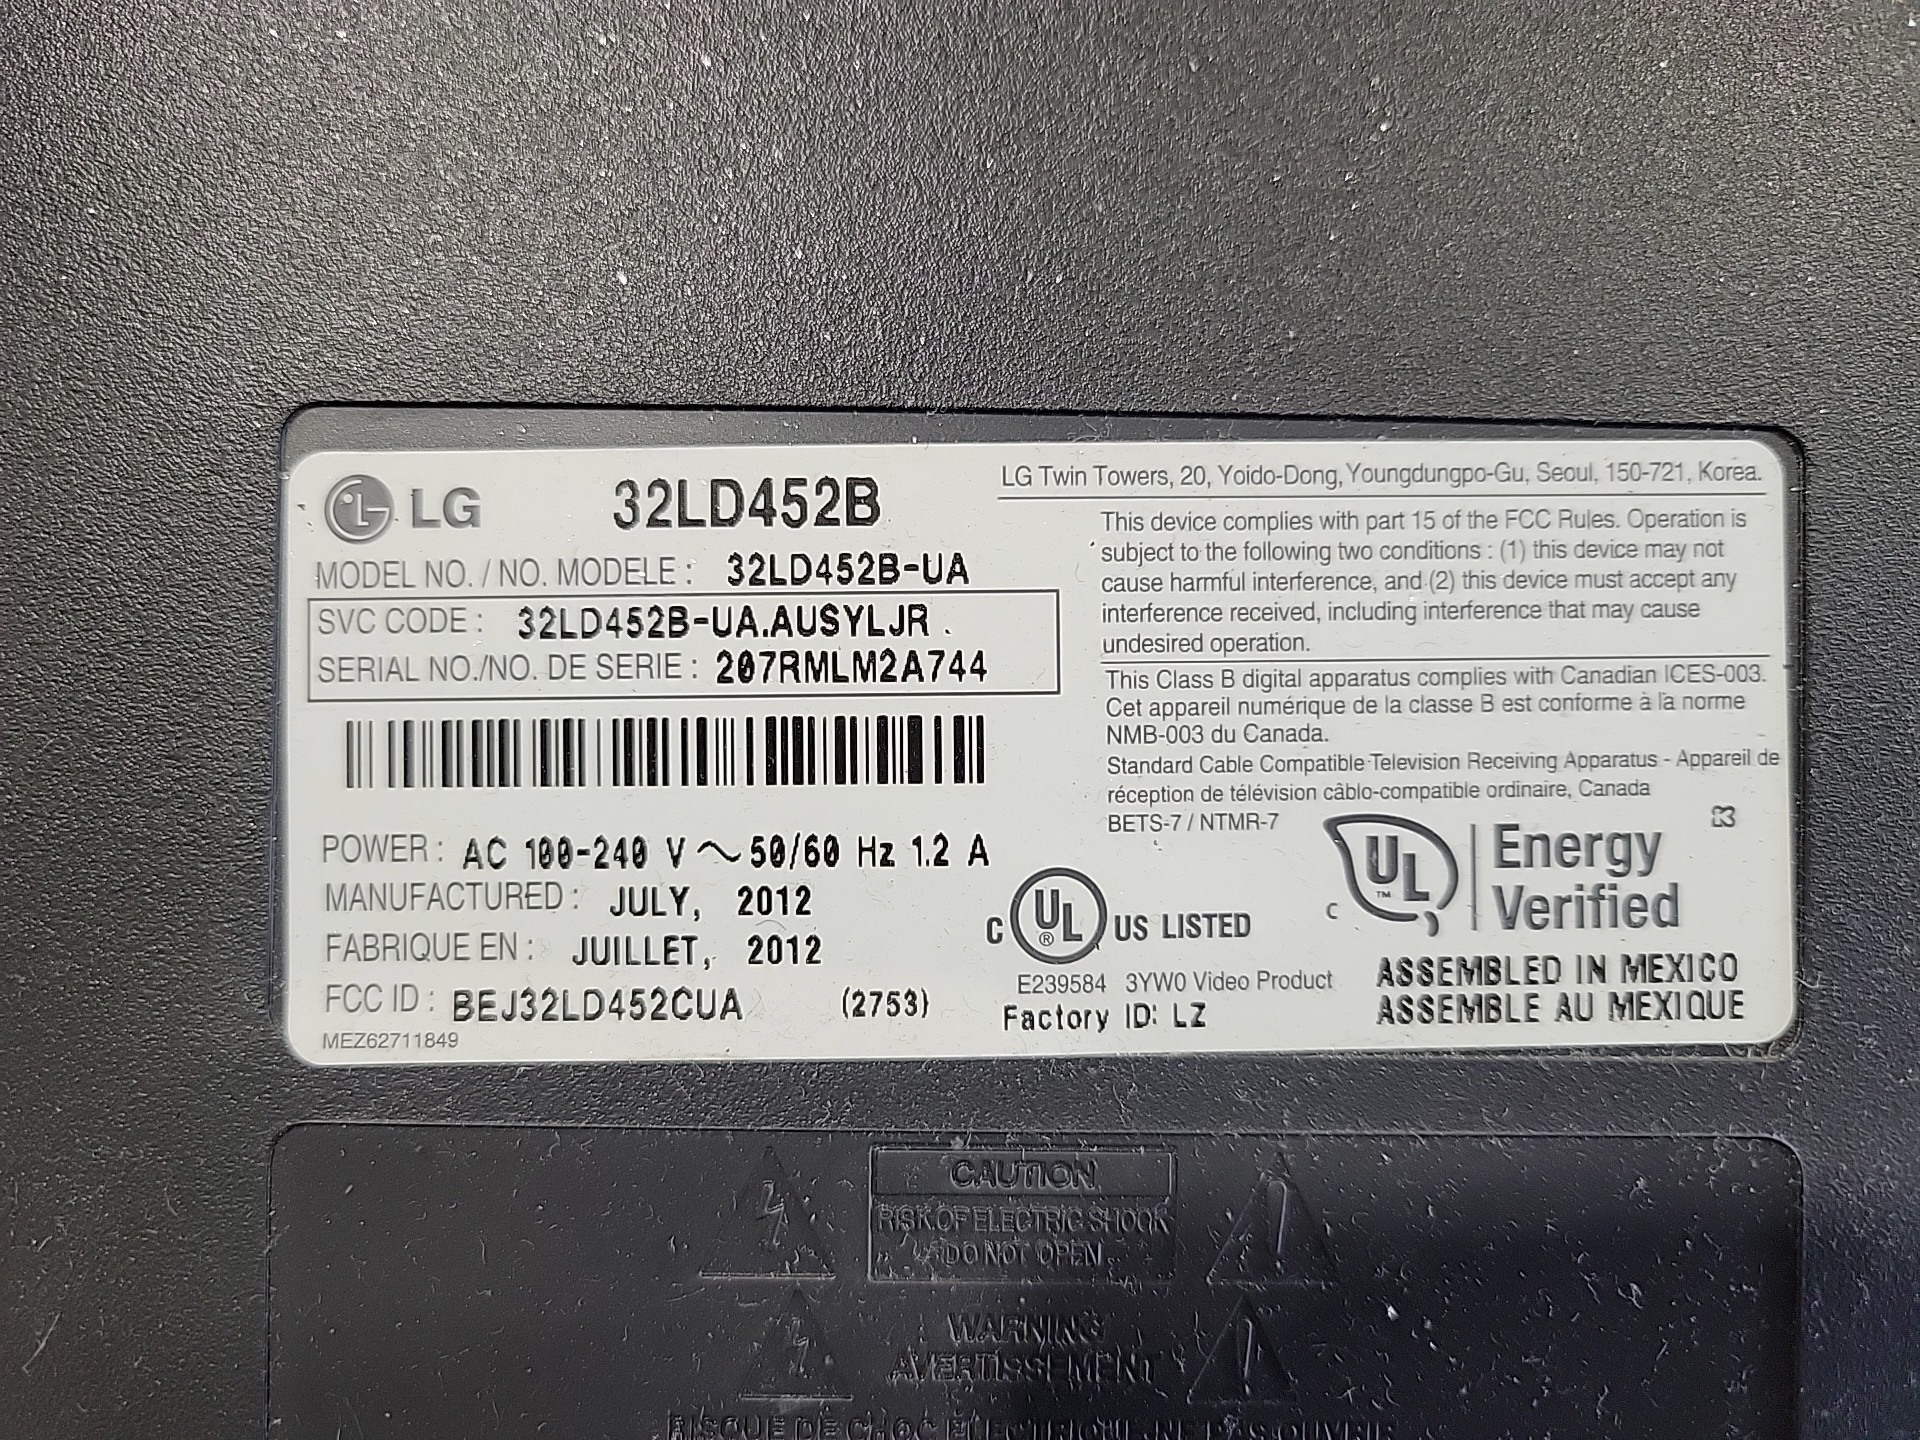 LG 32LD452B
MODEL NO. / NO. MODELE : 32LD452B-UA
SVC CODE : 32LD452B-UA.AUSYLJR .
SERIAL NO./NO. DE SERIE : 207RMLM2A744
POWER : AC 100-240 V ~ 50/60 Hz 1.2 A
MANUFACTURED : JULY, 2012
FABRIQUE EN : JUILLET, 2012
FCC ID : BEJ32LD452CUA (2753)
MEZ62711849
LG Twin Towers, 20, Yoido-Dong, Youngdungpo-Gu, Seoul, 150-721, Korea.
This device complies with part 15 of the FCC Rules. Operation is
subject to the following two conditions : (1) this device may not
cause harmful interference, and (2) this device must accept any
interference received, including interference that may cause
undesired operation.
This Class B digital apparatus complies with Canadian ICES-003.
Cet appareil numérique de la classe B est conforme à la norme
NMB-003 du Canada.
Standard Cable Compatible Television Receiving Apparatus - Appareil de
réception de télévision câblo-compatible ordinaire, Canada
BETS-7 / NTMR-7
C UL ® US LISTED
E239584 3YW0 Video Product
Factory ID: LZ
C UL ™ Energy
Verified
ASSEMBLED IN MEXICO
ASSEMBLE AU MEXIQUE
CAUTION
RISK OF ELECTRIC SHOCK
DO NOT OPEN
WARNING
AVERTISSEMENT
RISQUE DE CHOC ELECTRIQUE NE PAS OUVRIR